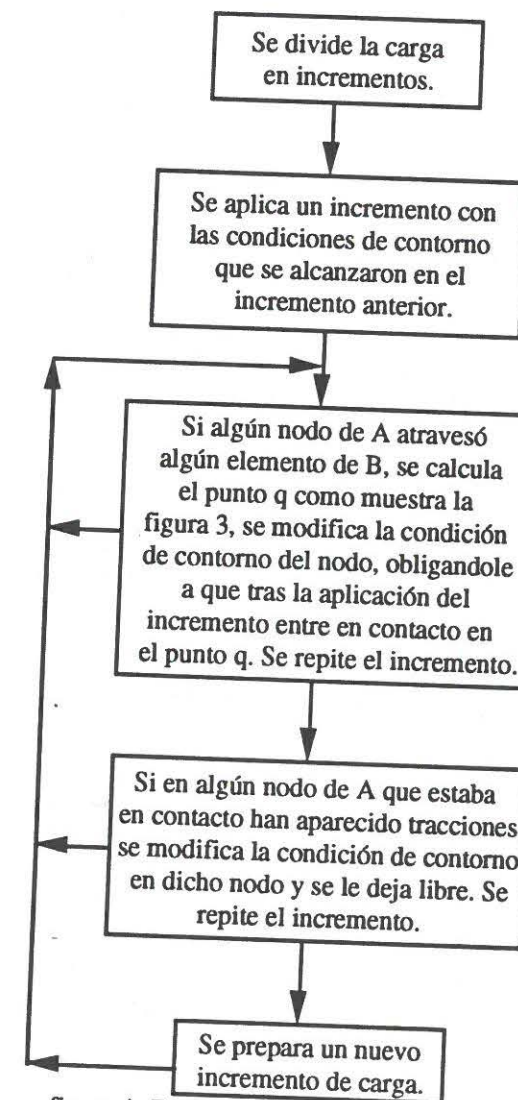 Se divide la carga
en incrementos.
Se aplica un incremento con
las condiciones de contorno
que se alcanzaron en el
incremento anterior.
Si algún nodo de A atravesó
algún elemento de B, se calcula
el punto q como muestra la
figura 3, se modifica la condición
de contorno del nodo, obligandole
a que tras la aplicación del
incremento entre en contacto en
el punto q. Se repite el incremento.
Si en algún nodo de A que estaba
en contacto han aparecido tracciones
se modifica la condición de contorno
en dicho nodo y se le deja libre. Se
repite el incremento.
Se prepara un nuevo
incremento de carga.